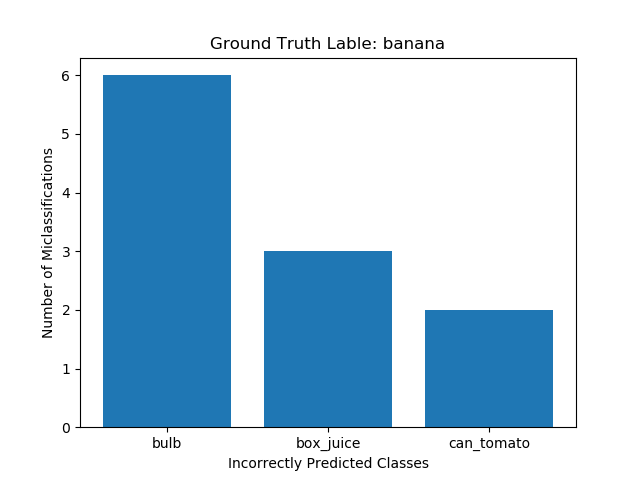 Ground Truth Lable: banana
Number of Miclassifications
6
5
4
3
2
1
0
bulb
box_juice
can_tomato
Incorrectly Predicted Classes